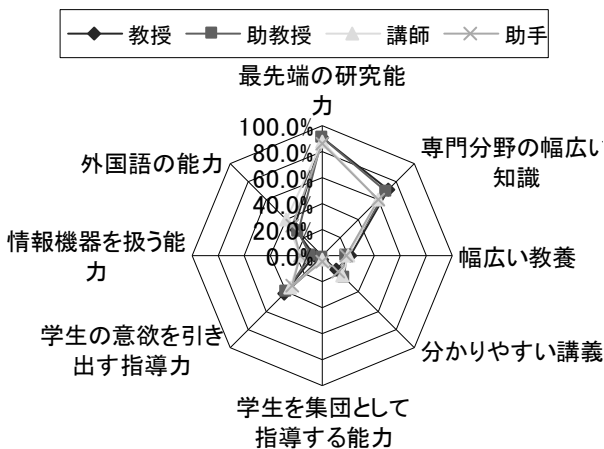 教授 助教授 講師 助手
最先端の研究能
力
100.0%
80.0%
60.0%
40.0%
20.0%
0.0%
専門分野の幅広い
知識
幅広い教養
分かりやすい講義
学生を集団として
指導する能力
学生の意欲を引き
出す指導力
情報機器を扱う能
力
外国語の能力